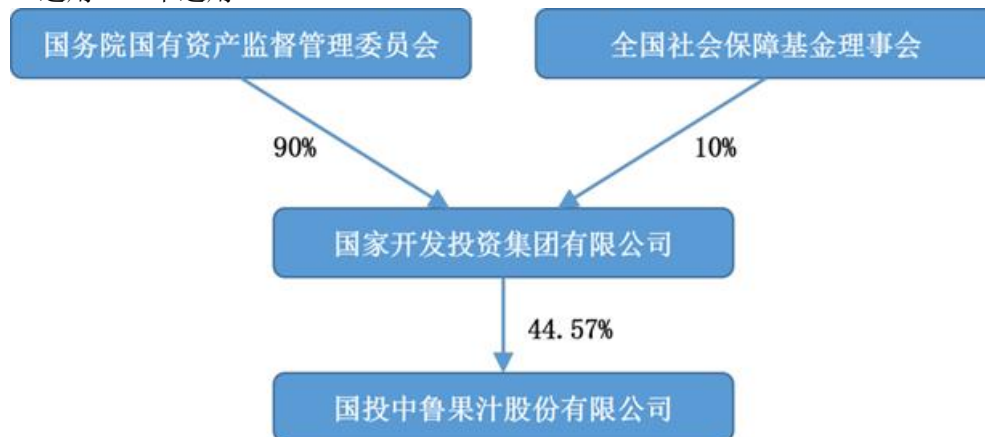 国务院国有资产监督管理委员会
全国社会保障基金理事会
90%
10%
国家开发投资集团有限公司
44.57%
国投中鲁果汁股份有限公司